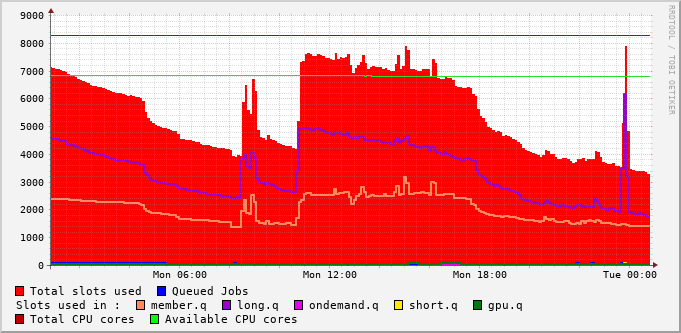 9000
8000
7000
6000
5000
4000
3000
2000
1000
0
Mon 06:00 Mon 12:00 Mon 18:00 Tue 00:00
RRDTOOL / TOBI OETIKER
Total slots used Queued Jobs
Slots used in : member.q long.q ondemand.q short.q gpu.q
Total CPU cores Available CPU cores